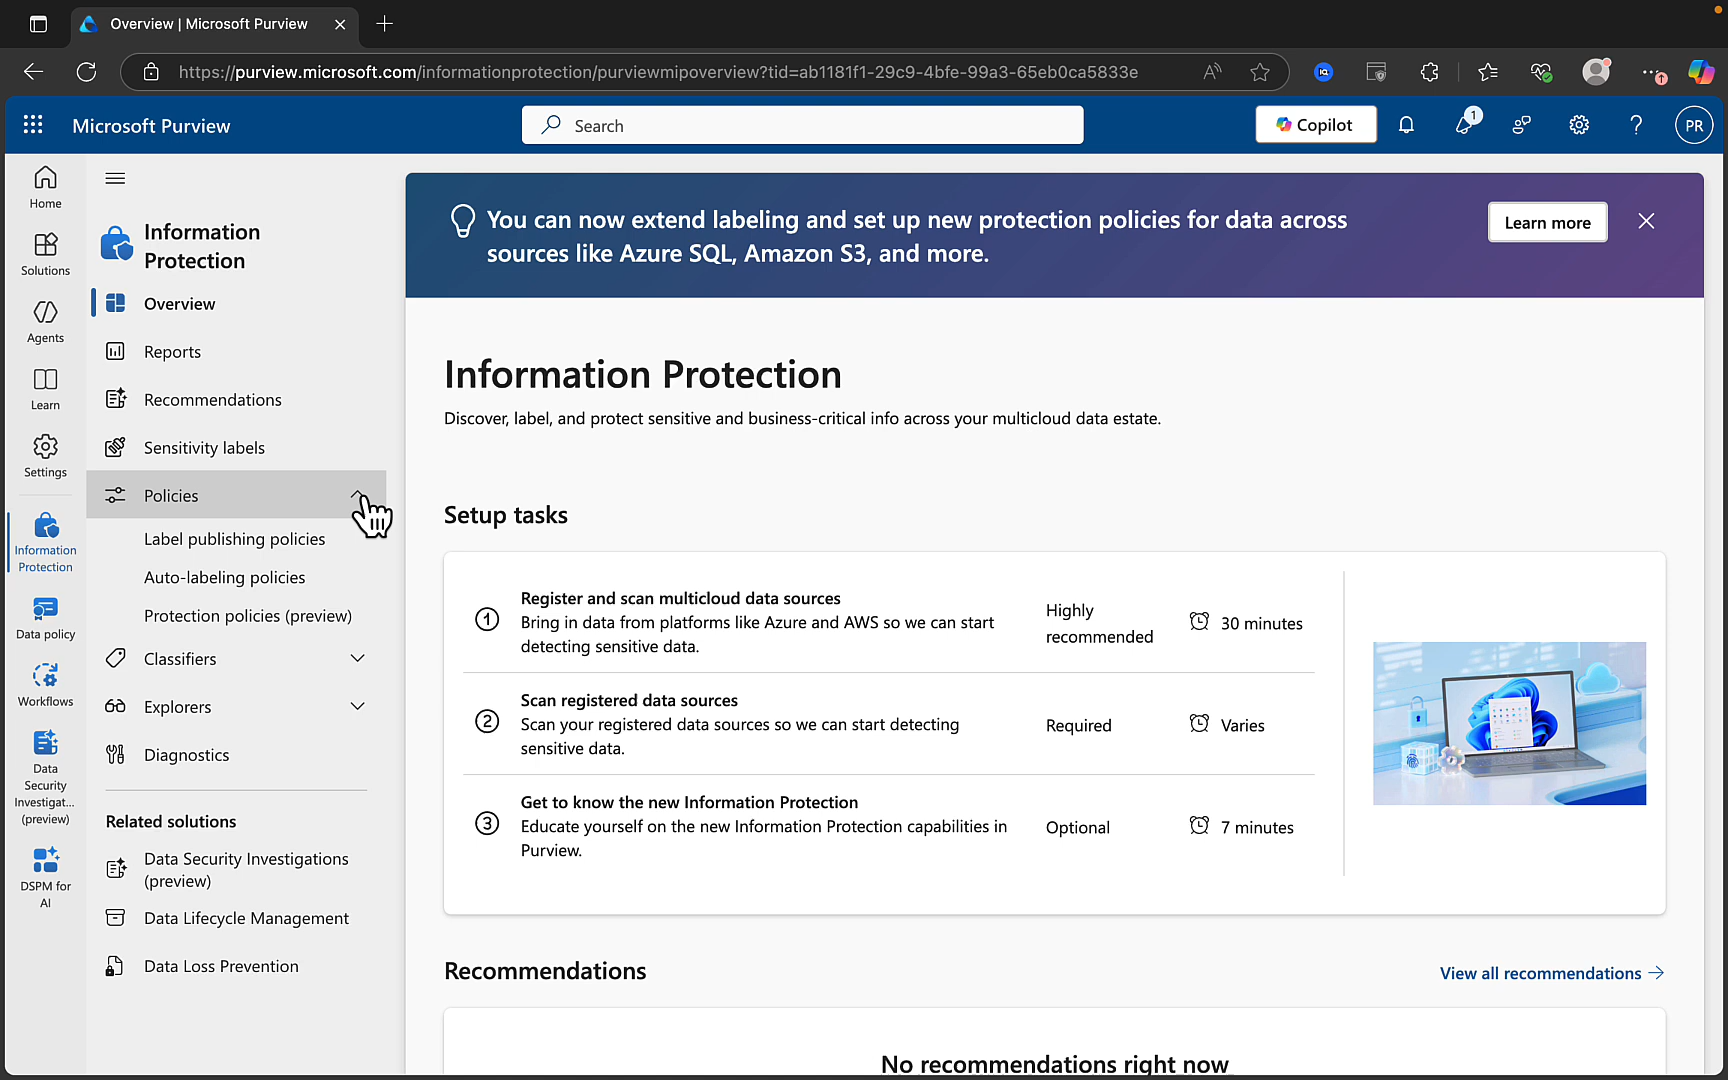 Overview | Microsoft Purview
https://purview.microsoft.com/informationprotection/purviewmipoverview?tid=ab1181f1-29c9-4bfe-99a3-65eb0ca5833e
Microsoft Purview
Search
Copilot
1
PR
Home
Solutions
Agents
Learn
Settings
Information
Protection
Data policy
Workflows
Data
Security
Investigat...
(preview)
DSPM for
AI
Information
Protection
Overview
Reports
Recommendations
Sensitivity labels
Policies
Label publishing policies
Auto-labeling policies
Protection policies (preview)
Classifiers
Explorers
Diagnostics
Related solutions
Data Security Investigations
(preview)
Data Lifecycle Management
Data Loss Prevention
You can now extend labeling and set up new protection policies for data across
sources like Azure SQL, Amazon S3, and more.
Learn more
Information Protection
Discover, label, and protect sensitive and business-critical info across your multicloud data estate.
Setup tasks
1
Register and scan multicloud data sources
Bring in data from platforms like Azure and AWS so we can start
detecting sensitive data.
Highly
recommended
30 minutes
2
Scan registered data sources
Scan your registered data sources so we can start detecting
sensitive data.
Required
Varies
3
Get to know the new Information Protection
Educate yourself on the new Information Protection capabilities in
Purview.
Optional
7 minutes
Recommendations
View all recommendations
No recommendations right now